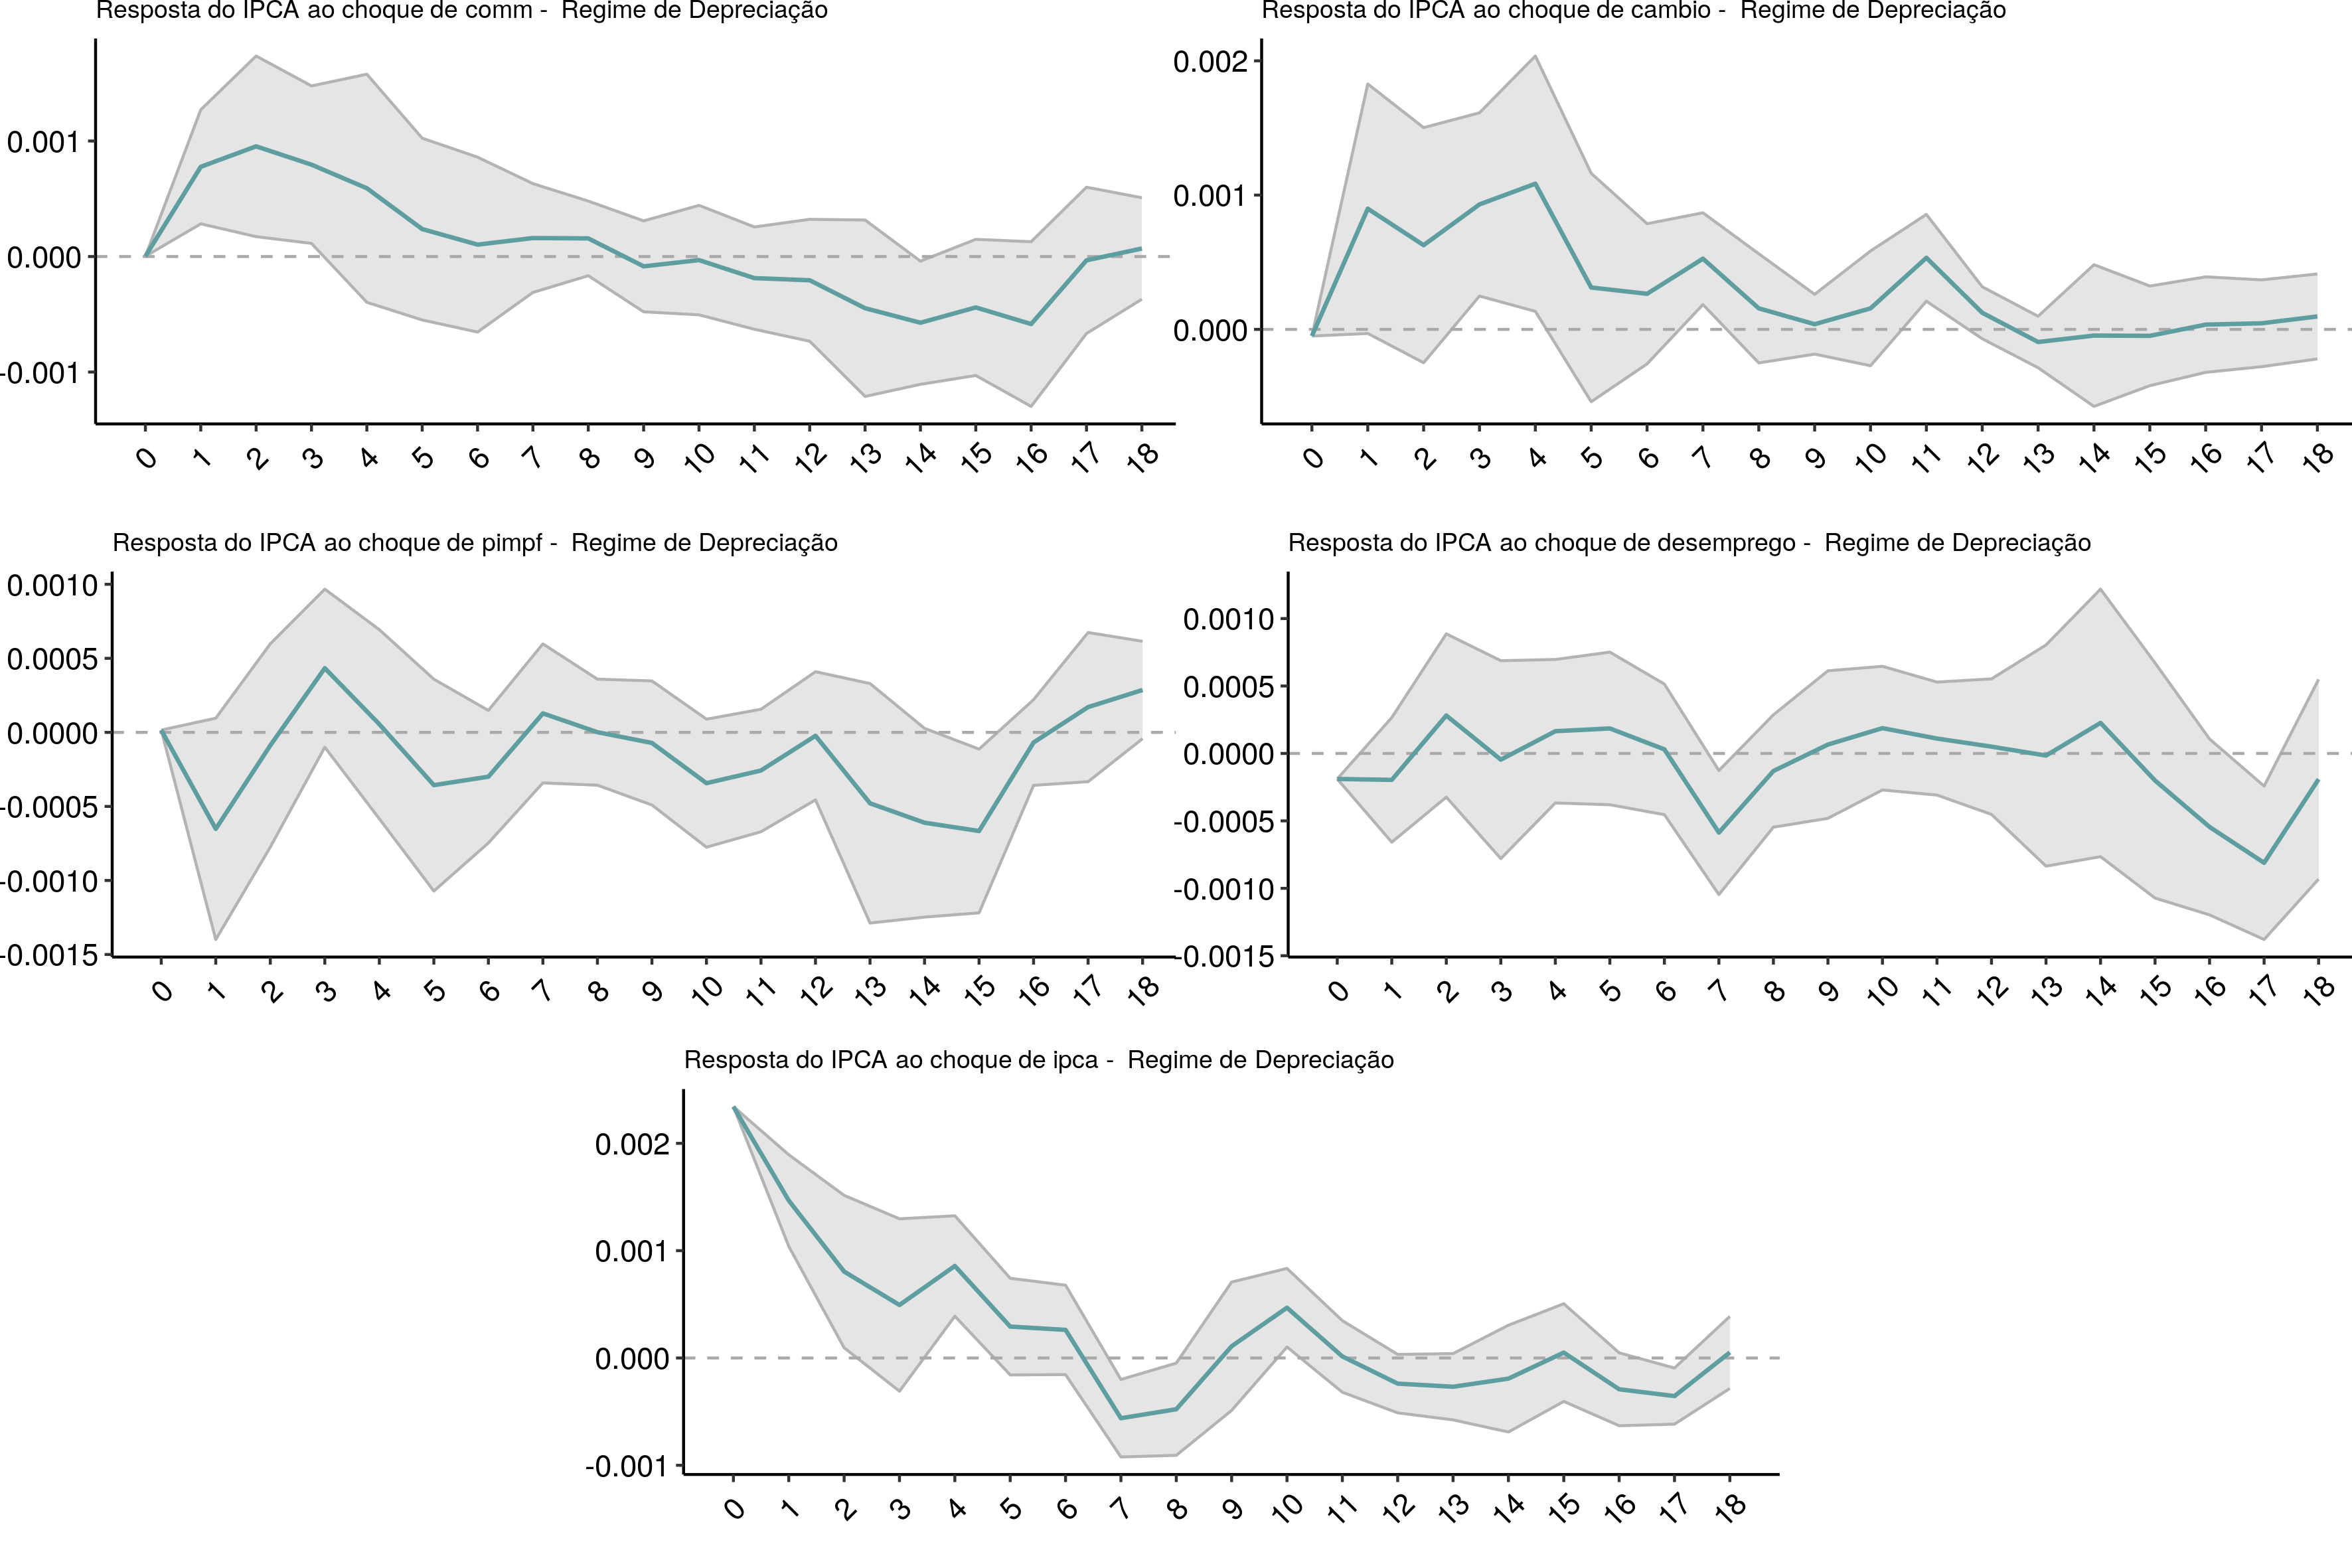 Resposta do IPCA ao choque de comm -  Regime de Depreciação
0.001
0.000
-0.001
0 1 2 3 4 5 6 7 8 9 10 11 12 13 14 15 16 17 18
Resposta do IPCA ao choque de cambio -  Regime de Depreciação
0.002
0.001
0.000
0 1 2 3 4 5 6 7 8 9 10 11 12 13 14 15 16 17 18
Resposta do IPCA ao choque de pimpf -  Regime de Depreciação
0.0010
0.0005
0.0000
-0.0005
-0.0010
-0.0015
0 1 2 3 4 5 6 7 8 9 10 11 12 13 14 15 16 17 18
Resposta do IPCA ao choque de desemprego -  Regime de Depreciação
0.0010
0.0005
0.0000
-0.0005
-0.0010
-0.0015
0 1 2 3 4 5 6 7 8 9 10 11 12 13 14 15 16 17 18
Resposta do IPCA ao choque de ipca -  Regime de Depreciação
0.002
0.001
0.000
-0.001
0 1 2 3 4 5 6 7 8 9 10 11 12 13 14 15 16 17 18